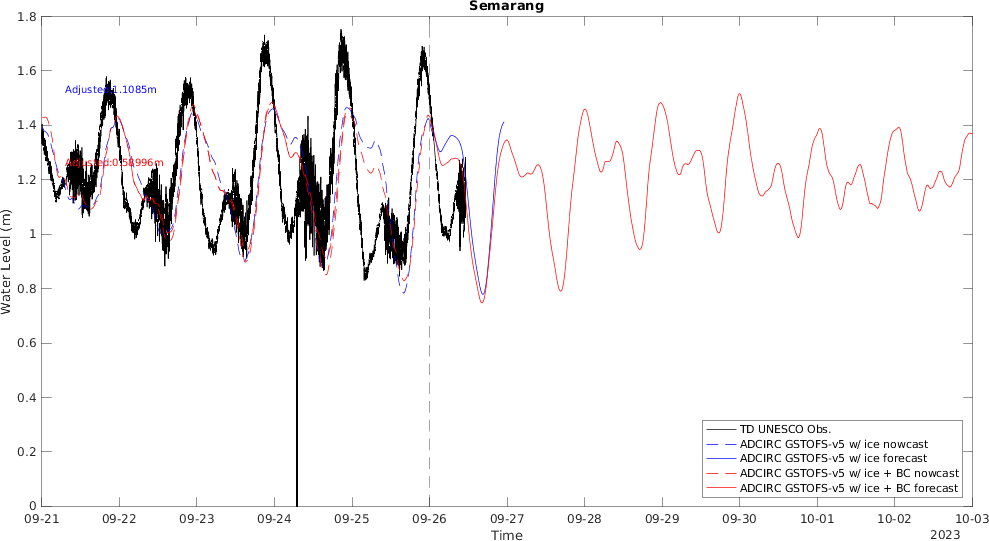 Semarang
1.8
1.6
1.4
1.2
1
0.8
0.6
0.4
0.2
0
Water Level (m)
Adjusted:1.1085m
Adjusted:0.58996m
TD UNESCO Obs.
ADCIRC GSTOFS-v5 w/ ice nowcast
ADCIRC GSTOFS-v5 w/ ice forecast
ADCIRC GSTOFS-v5 w/ ice + BC nowcast
ADCIRC GSTOFS-v5 w/ ice + BC forecast
09-21 09-22 09-23 09-24 09-25 09-26 09-27 09-28 09-29 09-30 10-01 10-02 10-03
Time
2023